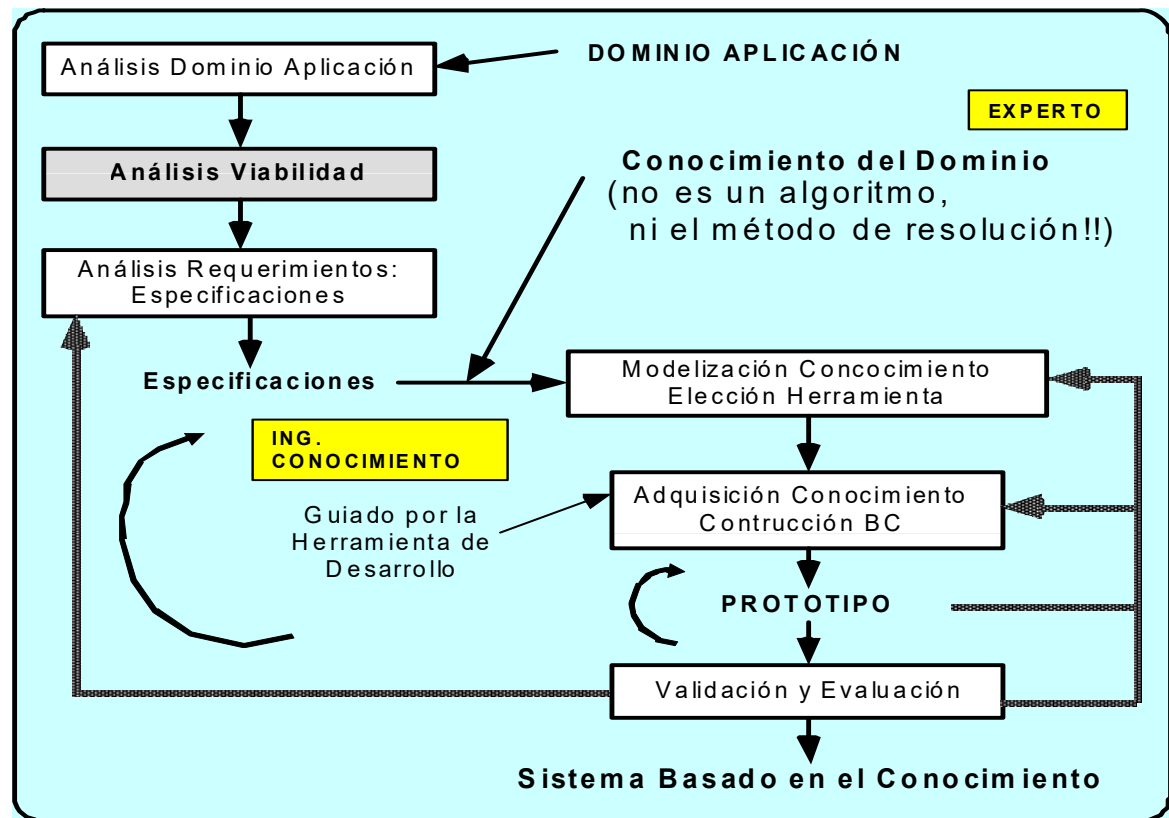 Análisis Dominio Aplicación
DOMINIO APLICACIÓN
EXPERTO
Análisis Viabilidad
Conocimiento del Dominio
(no es un algoritmo,
ni el método de resolución!!)
Análisis Requerimientos:
Especificaciones
Especificaciones
Modelización Concocimiento
Elección Herramienta
ING.
CONOCIMIENTO
Adquisición Conocimiento
Contrucción BC
Guiado por la
Herramienta de
Desarrollo
PROTOTIPO
Validación y Evaluación
Sistema Basado en el Conocimiento